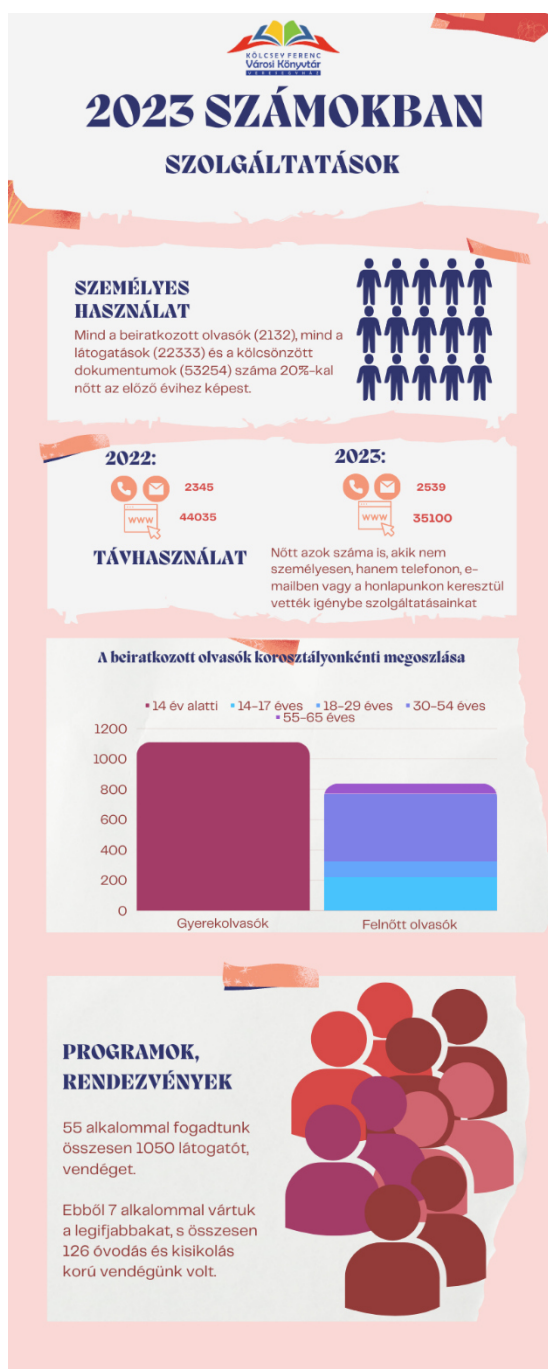 KÖLCSEY FERENC
Városi Könyvtár
2023 SZÁMOKBAN
SZOLGÁLTATÁSOK
SZEMÉLYES
HASZNÁLAT
Mind a beiratkozott olvasók (2132), mind a
látogatások (22333) és a kölcsönzött
dokumentumok (53254) száma 20%-kal
nőtt az előző évihez képest.
2022:
2345
WWW
44035
2023:
2539
WWW
35100
TÁVHASZNÁLAT
Nőtt azok száma is, akik nem
személyesen, hanem telefonon, e-
mailben vagy a honlapunkon keresztül
vették igénybe szolgáltatásainkat
A beiratkozott olvasók korosztályonkénti megoszlása
14 év alatti 14-17 éves 18-29 éves 30-54 éves
55-65 éves
1200
1000
800
600
400
200
0
Gyerekolvasók Felnőtt olvasók
PROGRAMOK,
RENDEZVÉNYEK
55 alkalommal fogadtunk
összesen 1050 látogatót,
vendéget.
Ebből 7 alkalommal vártuk
a legifjabbakat, s összesen
126 óvodás és kisikolás
korú vendégünk volt.